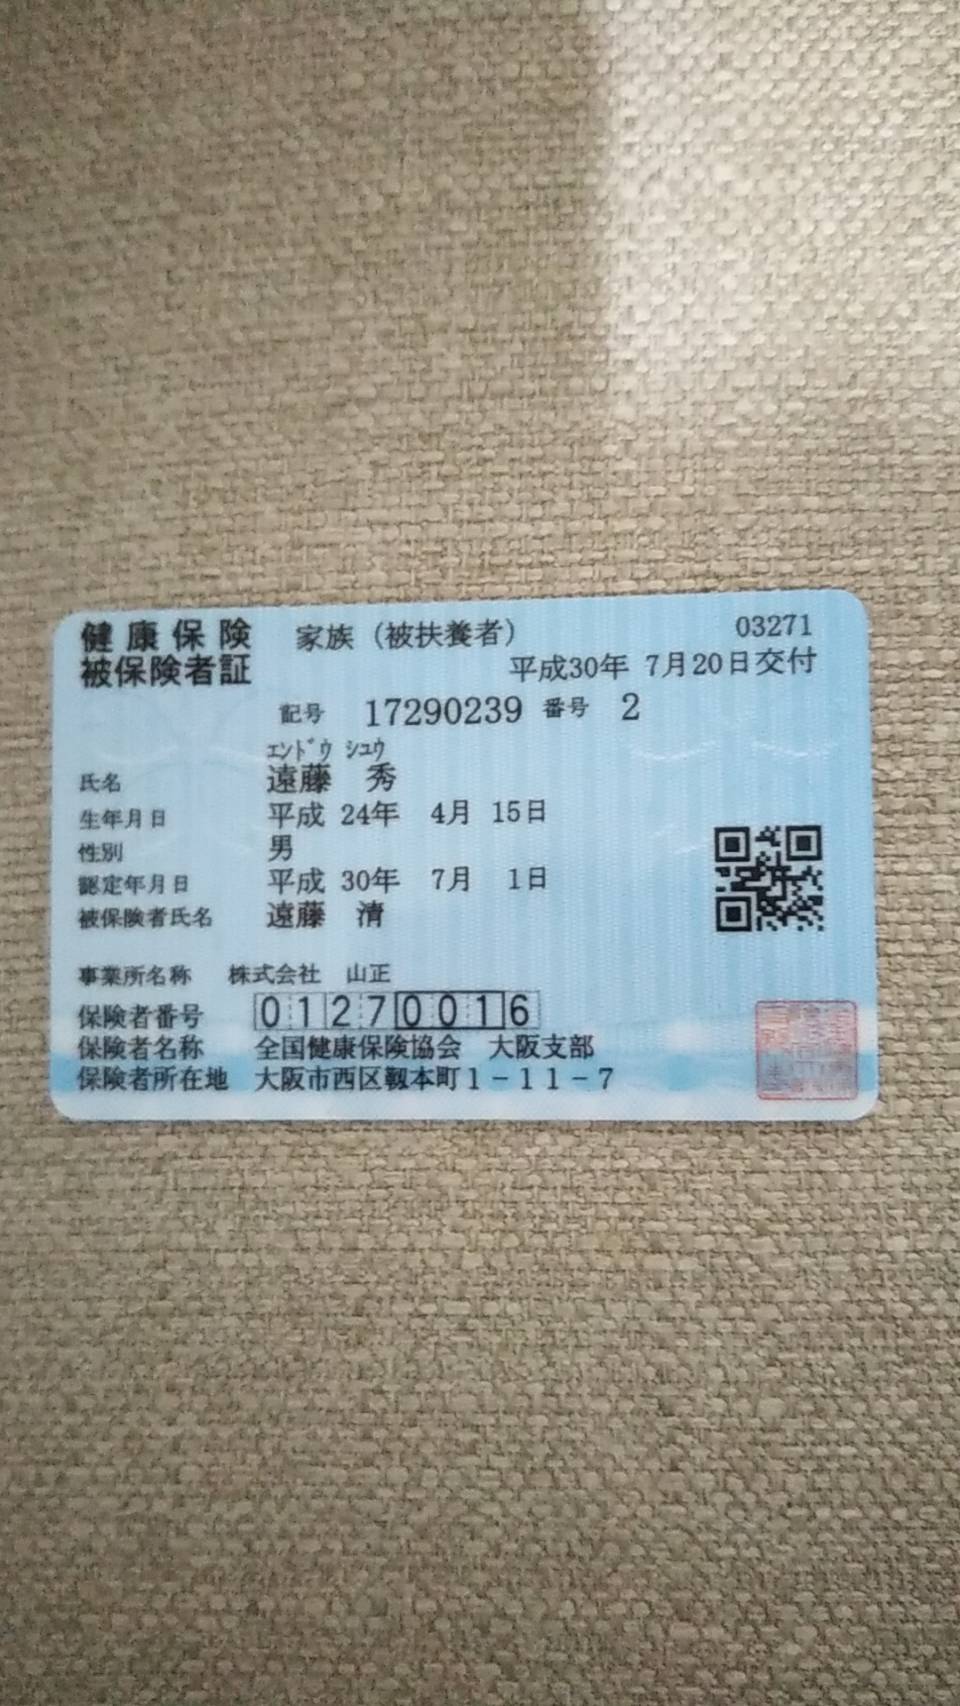 健康保険 家族（被扶養者） 03271
被保険者証 平成30年 7月20日交付
記号 17290239 番号 2
ｴﾝﾄﾞｳ ｼﾕｳ
氏名 遠藤 秀
生年月日 平成 24年 4月 15日
性別 男
認定年月日 平成 30年 7月 1日
被保険者氏名 遠藤 清
事業所名称 株式会社 山正
保険者番号 01270016
保険者名称 全国健康保険協会 大阪支部
保険者所在地 大阪市西区靱本町1－11－7